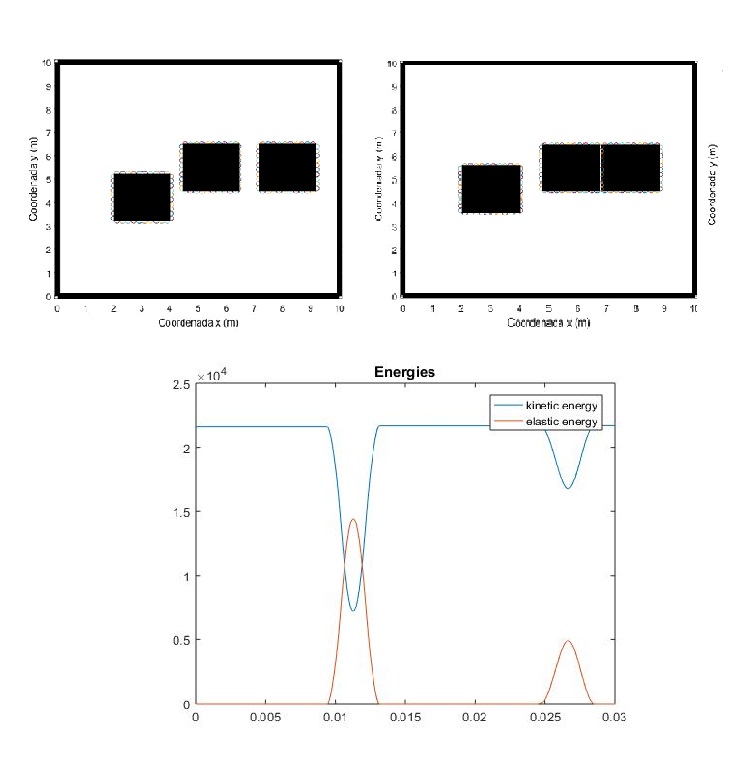 10
9
8
7
6
5
4
3
2
1
0
Coordenada y (m)
0 1 2 3 4 5 6 7 8 9 10
Coordenada x (m)
10
9
8
7
6
5
4
3
2
1
0
Coordenada y (m)
0 1 2 3 4 5 6 7 8 9 10
Coordenada x (m)
Coordenada y (m)
Energies
×10⁴
2.5
2
1.5
1
0.5
0
0 0.005 0.01 0.015 0.02 0.025 0.03
kinetic energy
elastic energy